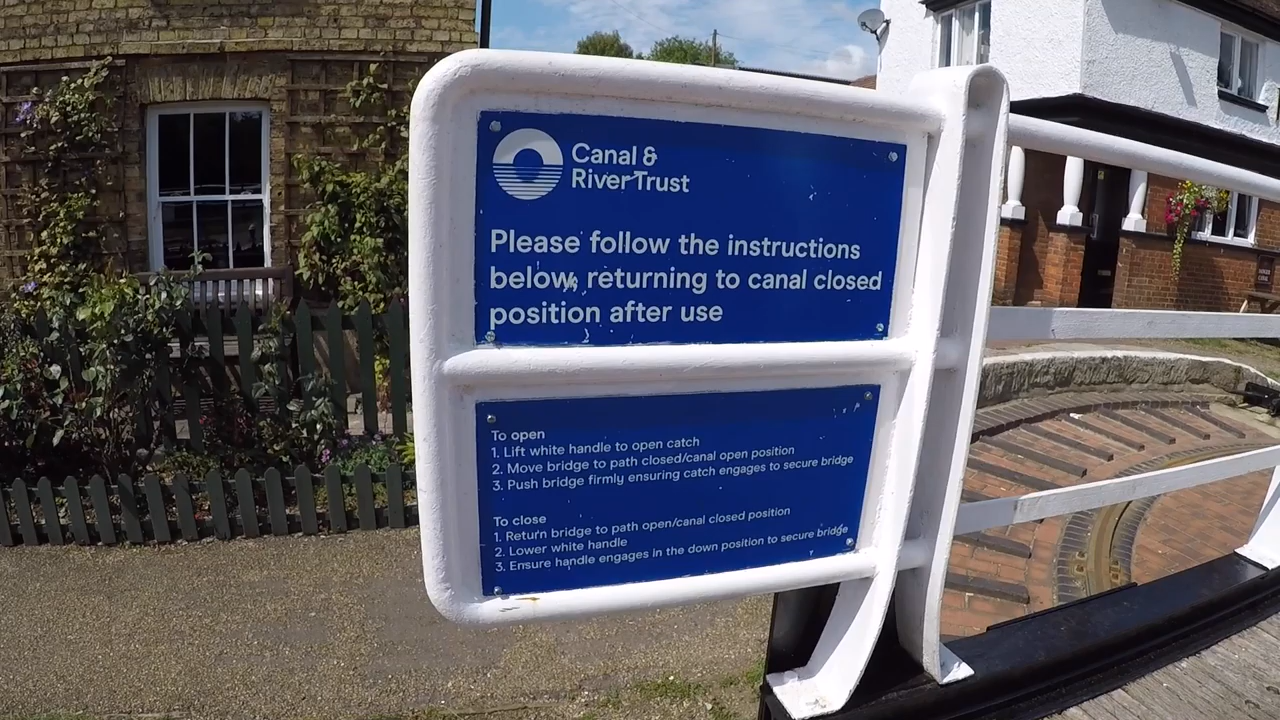 Canal &
River Trust
Please follow the instructions
below, returning to canal closed
position after use
To open
1. Lift white handle to open catch
2. Move bridge to path closed/canal open position
3. Push bridge firmly ensuring catch engages to secure bridge
To close
1. Return bridge to path open/canal closed position
2. Lower white handle
3. Ensure handle engages in the down position to secure bridge